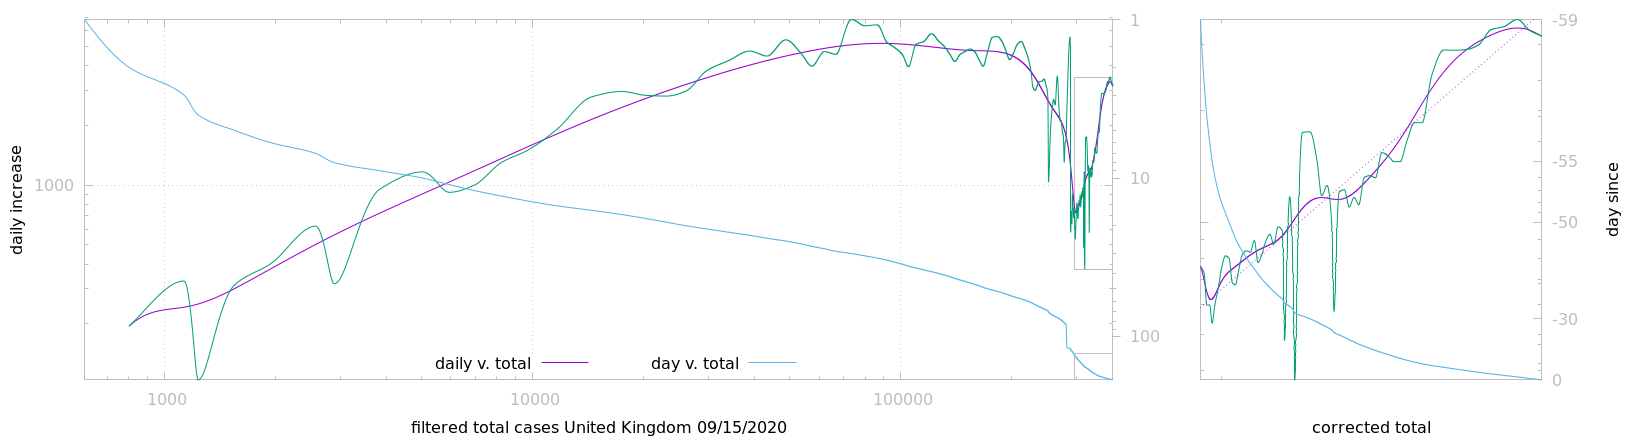 daily increase
1000
daily v. total
day v. total
1
10
100
1000
10000
100000
filtered total cases United Kingdom 09/15/2020
-59
-55
-50
-30
0
day since
corrected total